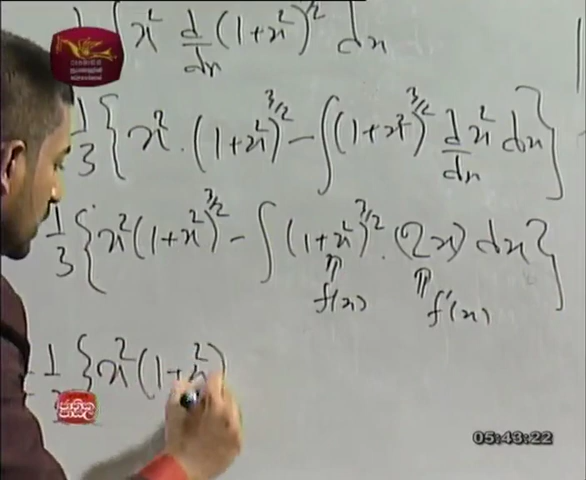 ∫ x² d/dx (1+x²)^3/2 dx
1/3 { x² · (1+x²)^3/2 − ∫ (1+x²)^3/2 d/dx x² dx }
1/3 { x² (1+x²)^3/2 − ∫ (1+x²)^3/2 · (2x) dx }
f(x) f'(x)
1/3 { x² (1+x²)
05:43:22